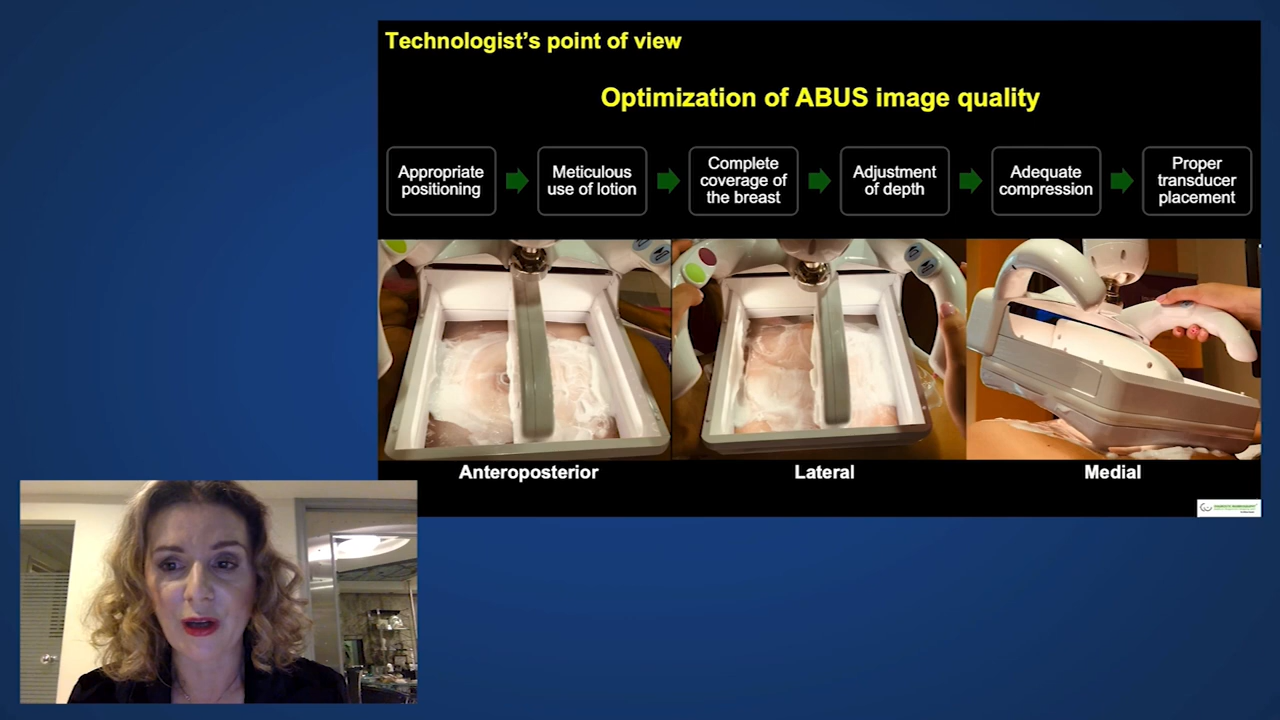 Technologist's point of view
Optimization of ABUS image quality
Appropriate
positioning
Meticulous
use of lotion
Complete
coverage of
the breast
Adjustment
of depth
Adequate
compression
Proper
transducer
placement
Anteroposterior
Lateral
Medial